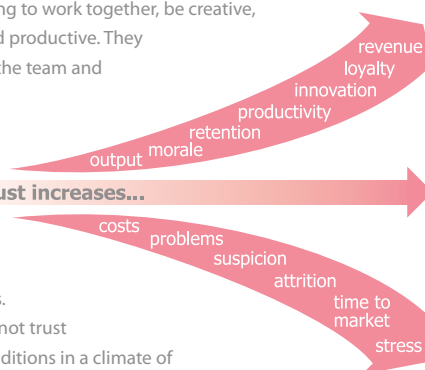 ng to work together, be creative,
d productive. They
the team and
revenue
loyalty
innovation
productivity
retention
morale
output
ust increases...
costs
problems
suspicion
attrition
time to
market
stress
s.
not trust
ditions in a climate of